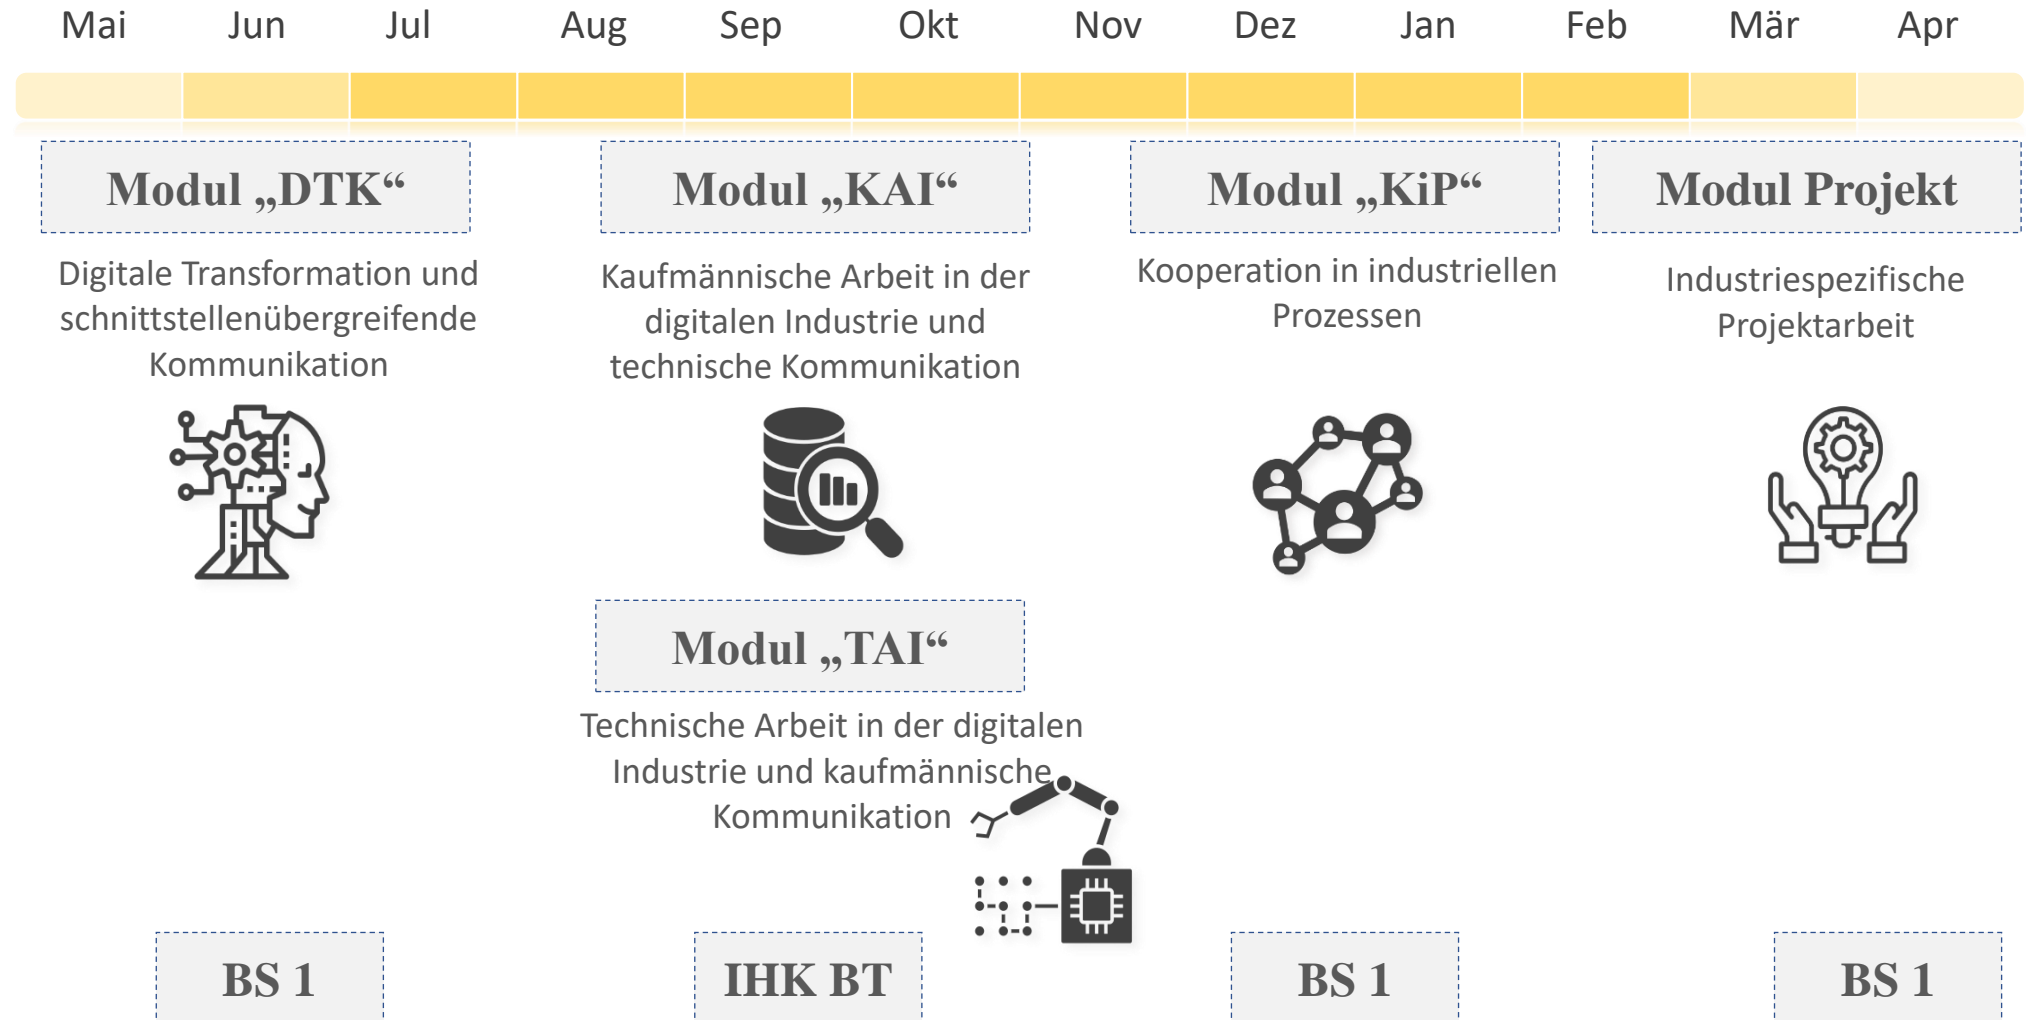 Mai Jun Jul Aug Sep Okt Nov Dez Jan Feb Mär Apr
Modul „DTK“
Digitale Transformation und
schnittstellenübergreifende
Kommunikation
Modul „KAI“
Kaufmännische Arbeit in der
digitalen Industrie und
technische Kommunikation
Modul „KiP“
Kooperation in industriellen
Prozessen
Modul Projekt
Industriespezifische
Projektarbeit
Modul „TAI“
Technische Arbeit in der digitalen
Industrie und kaufmännische
Kommunikation
BS 1
IHK BT
BS 1
BS 1